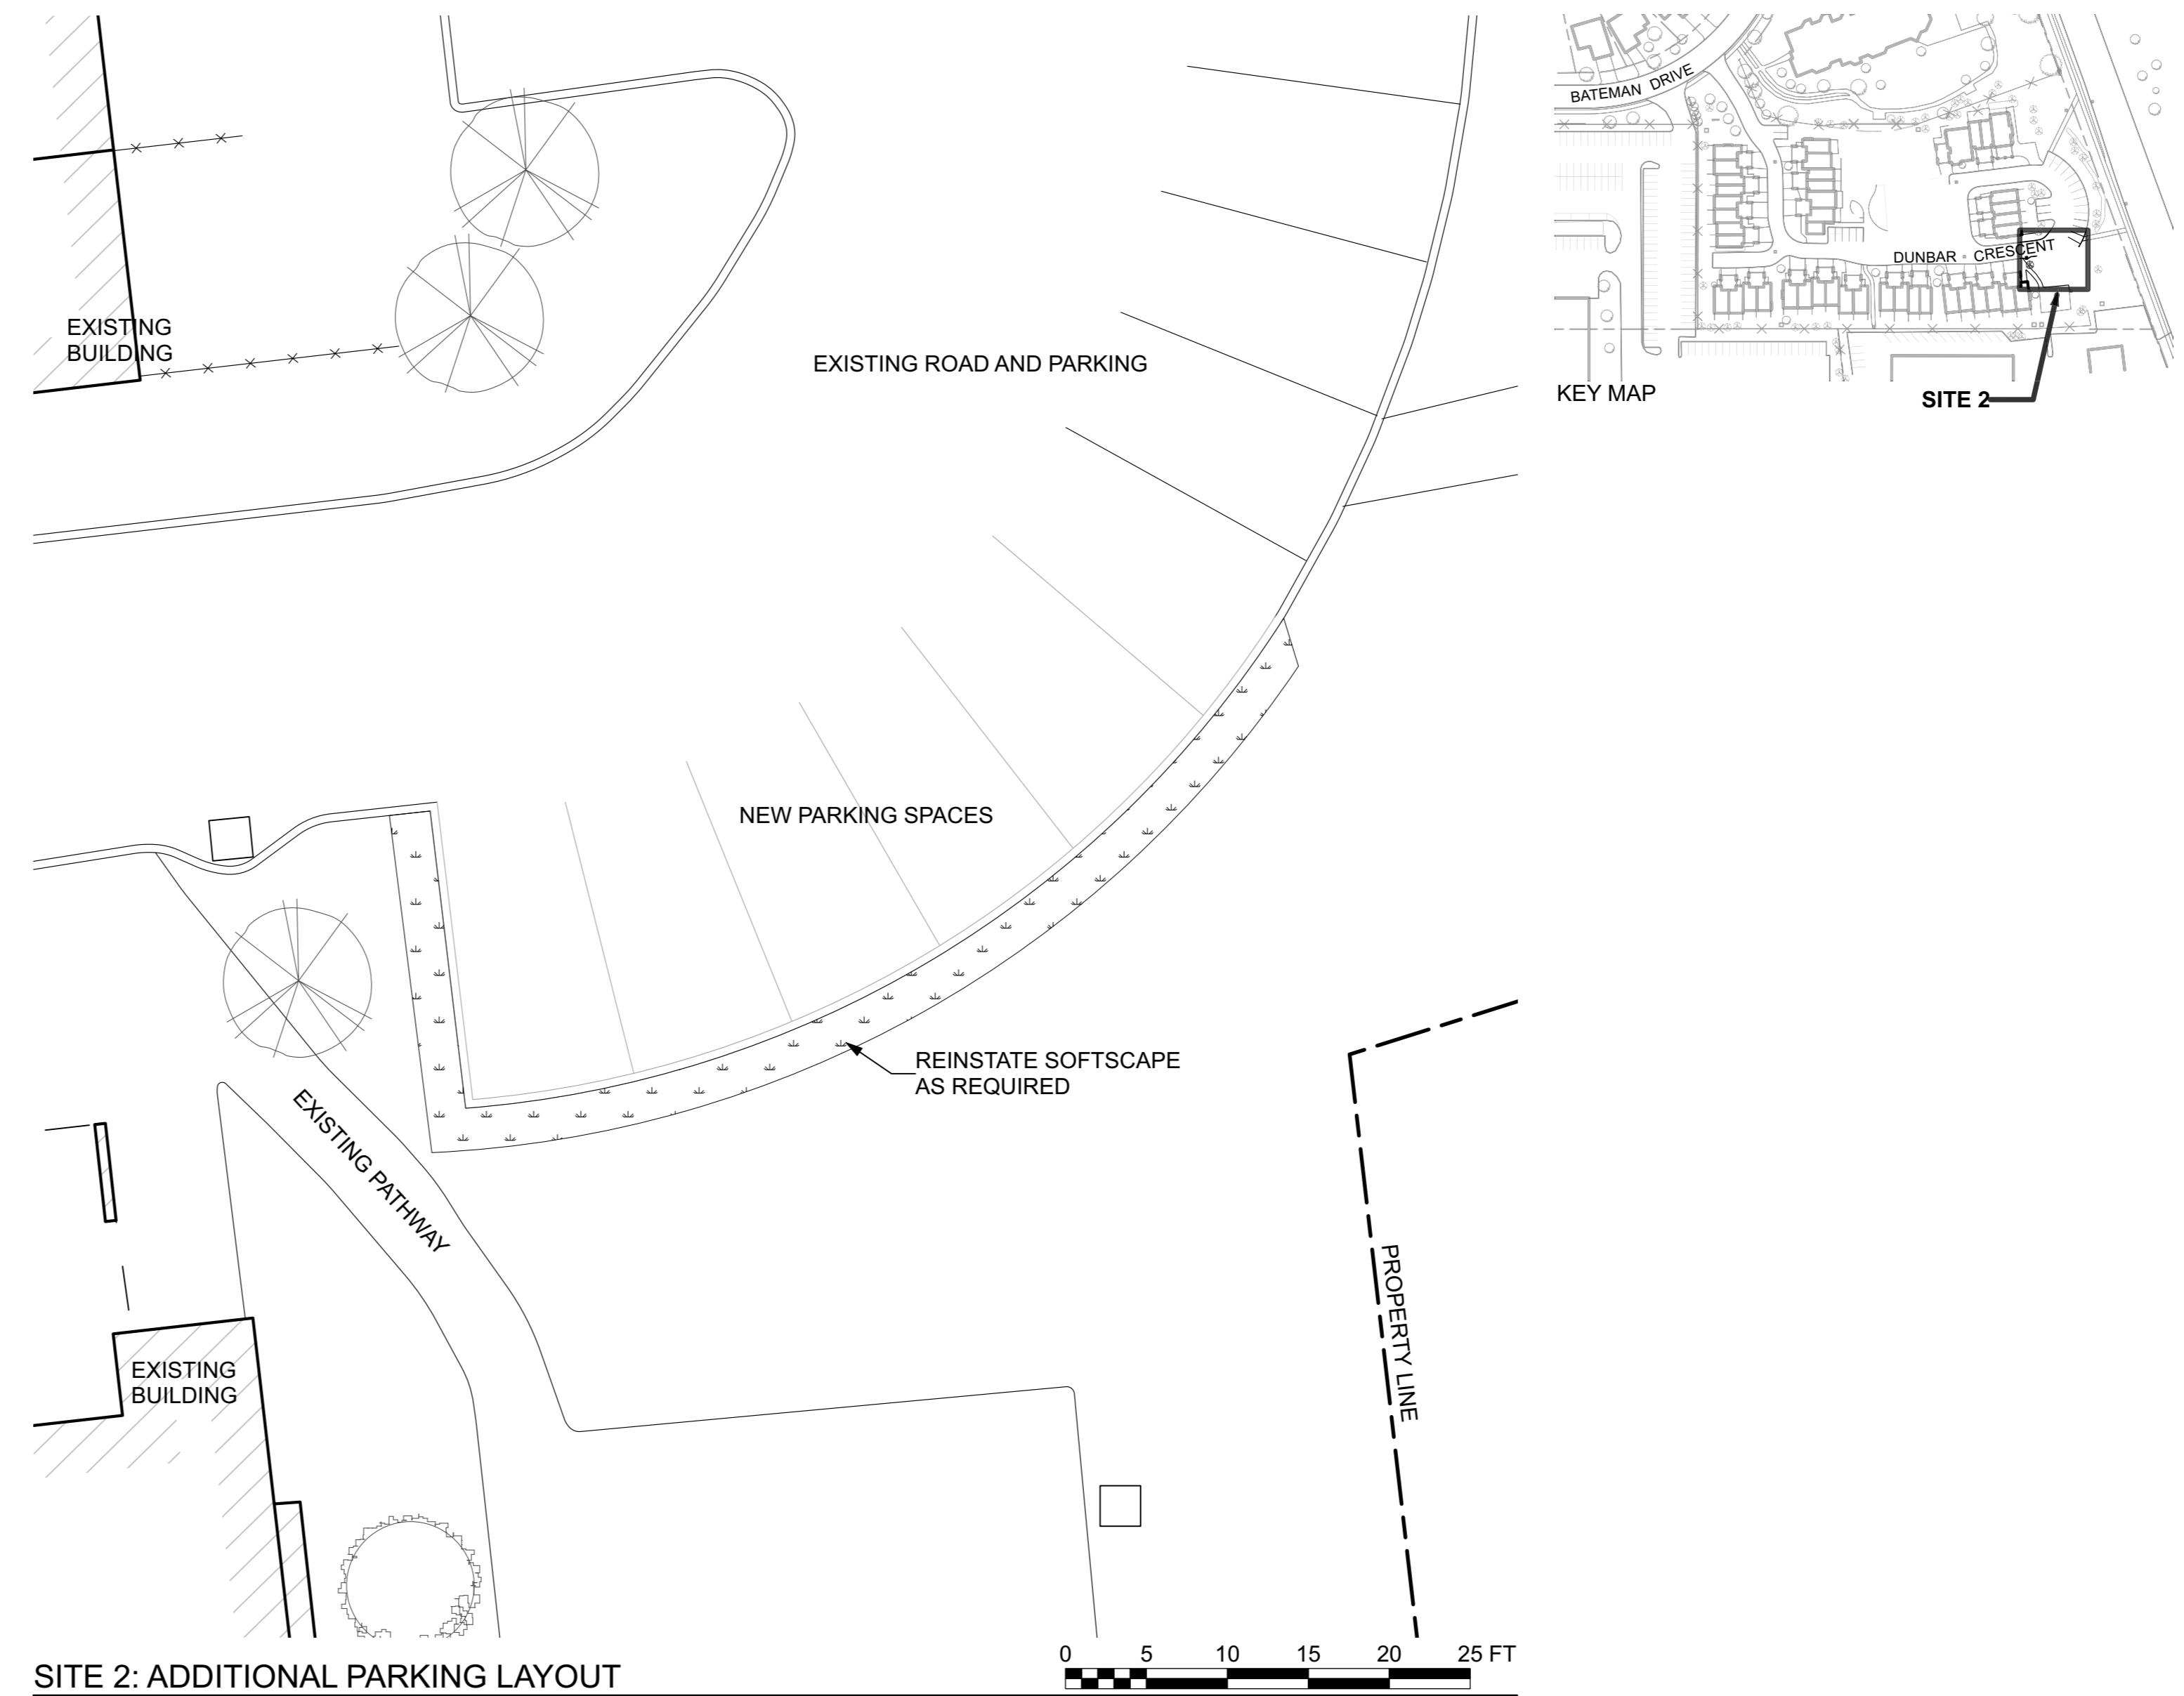 BATEMAN DRIVE
DUNBAR CRESCENT
KEY MAP
SITE 2
EXISTING
BUILDING
EXISTING ROAD AND PARKING
NEW PARKING SPACES
REINSTATE SOFTSCAPE
AS REQUIRED
EXISTING PATHWAY
PROPERTY LINE
EXISTING
BUILDING
0 5 10 15 20 25 FT
SITE 2: ADDITIONAL PARKING LAYOUT